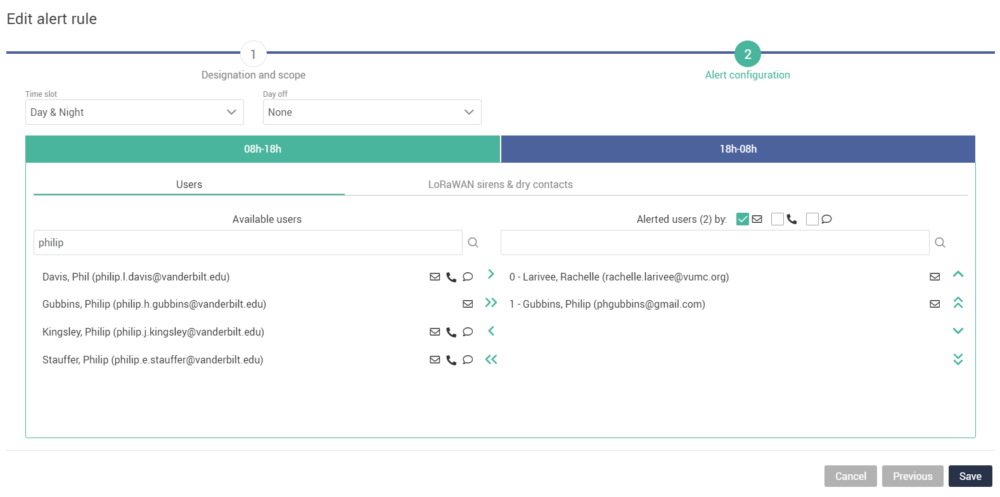 Edit alert rule
1
2
Designation and scope
Alert configuration
Time slot
Day off
Day & Night
None
08h-18h
18h-08h
Users
LoRaWAN sirens & dry contacts
Available users
Alerted users (2) by:
philip
Davis, Phil (philip.l.davis@vanderbilt.edu)
0 - Larivee, Rachelle (rachelle.larivee@vumc.org)
Gubbins, Philip (philip.h.gubbins@vanderbilt.edu)
1 - Gubbins, Philip (phgubbins@gmail.com)
Kingsley, Philip (philip.j.kingsley@vanderbilt.edu)
Stauffer, Philip (philip.e.stauffer@vanderbilt.edu)
Cancel
Previous
Save